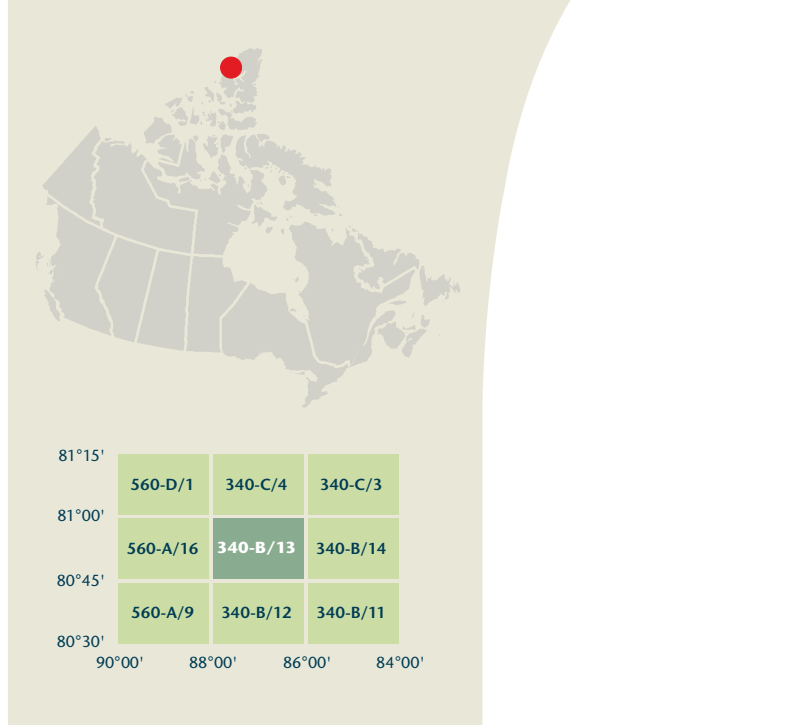 81°15'
560-D/1 340-C/4 340-C/3
81°00'
560-A/16 340-B/13 340-B/14
80°45'
560-A/9 340-B/12 340-B/11
80°30'
90°00' 88°00' 86°00' 84°00'